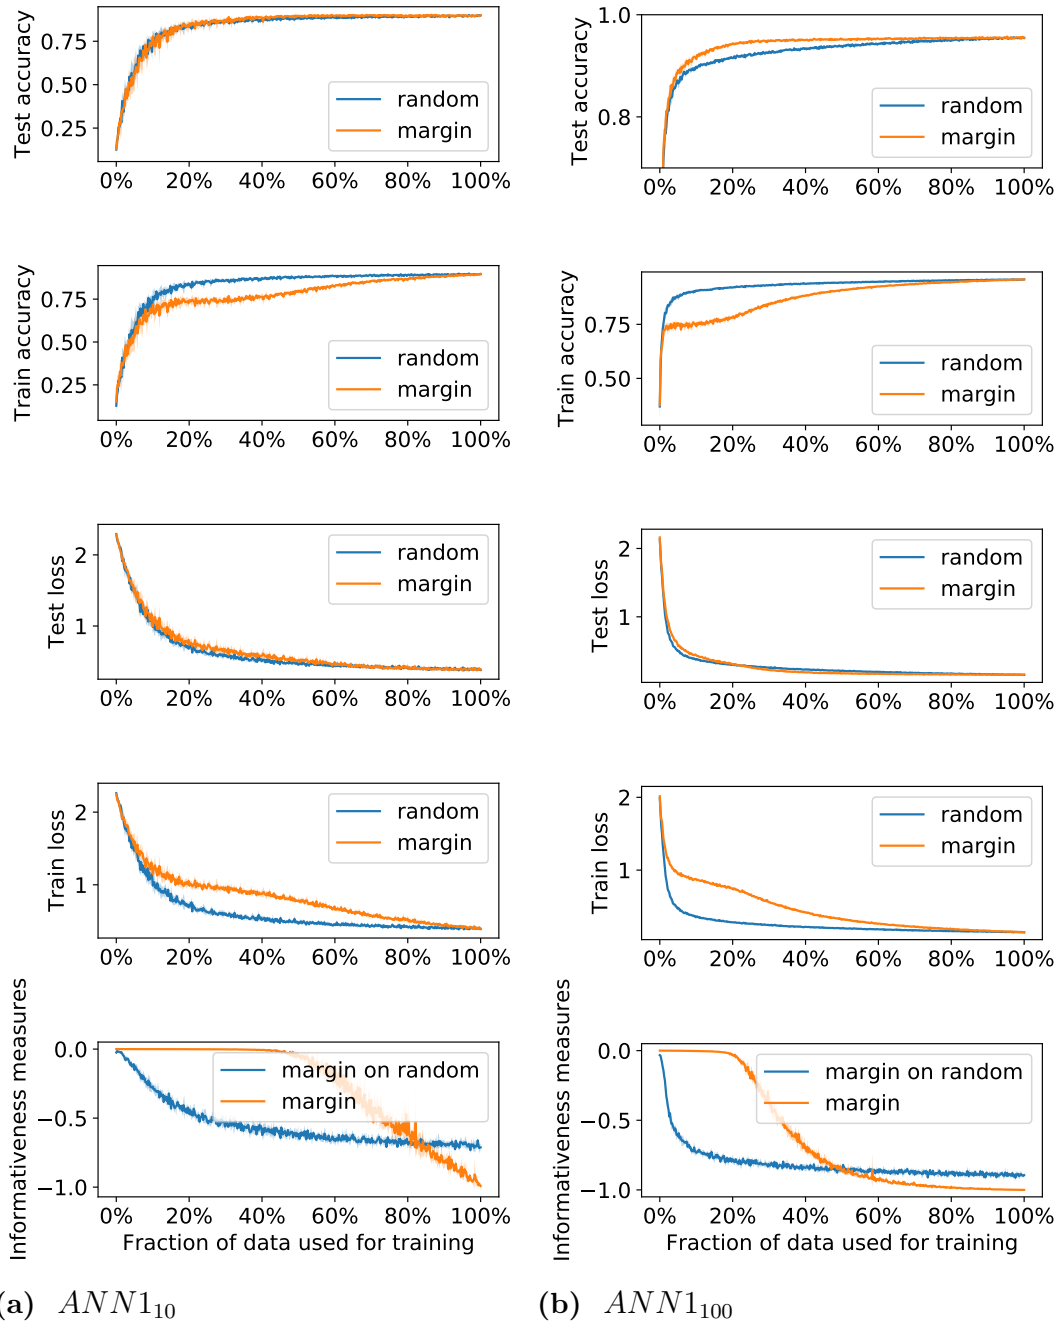 Test accuracy
0.75
0.50
0.25
random
margin
0% 20% 40% 60% 80% 100%
Train accuracy
0.75
0.50
0.25
random
margin
0% 20% 40% 60% 80% 100%
Test loss
2
1
random
margin
0% 20% 40% 60% 80% 100%
Train loss
2
1
random
margin
0% 20% 40% 60% 80% 100%
Informativeness measures
0.0
−0.5
−1.0
margin on random
margin
0% 20% 40% 60% 80% 100%
Fraction of data used for training
(a) ANN1₁₀
Test accuracy
1.0
0.8
random
margin
0% 20% 40% 60% 80% 100%
Train accuracy
0.75
0.50
random
margin
0% 20% 40% 60% 80% 100%
Test loss
2
1
random
margin
0% 20% 40% 60% 80% 100%
Train loss
2
1
random
margin
0% 20% 40% 60% 80% 100%
Informativeness measures
0.0
−0.5
−1.0
margin on random
margin
0% 20% 40% 60% 80% 100%
Fraction of data used for training
(b) ANN1₁₀₀